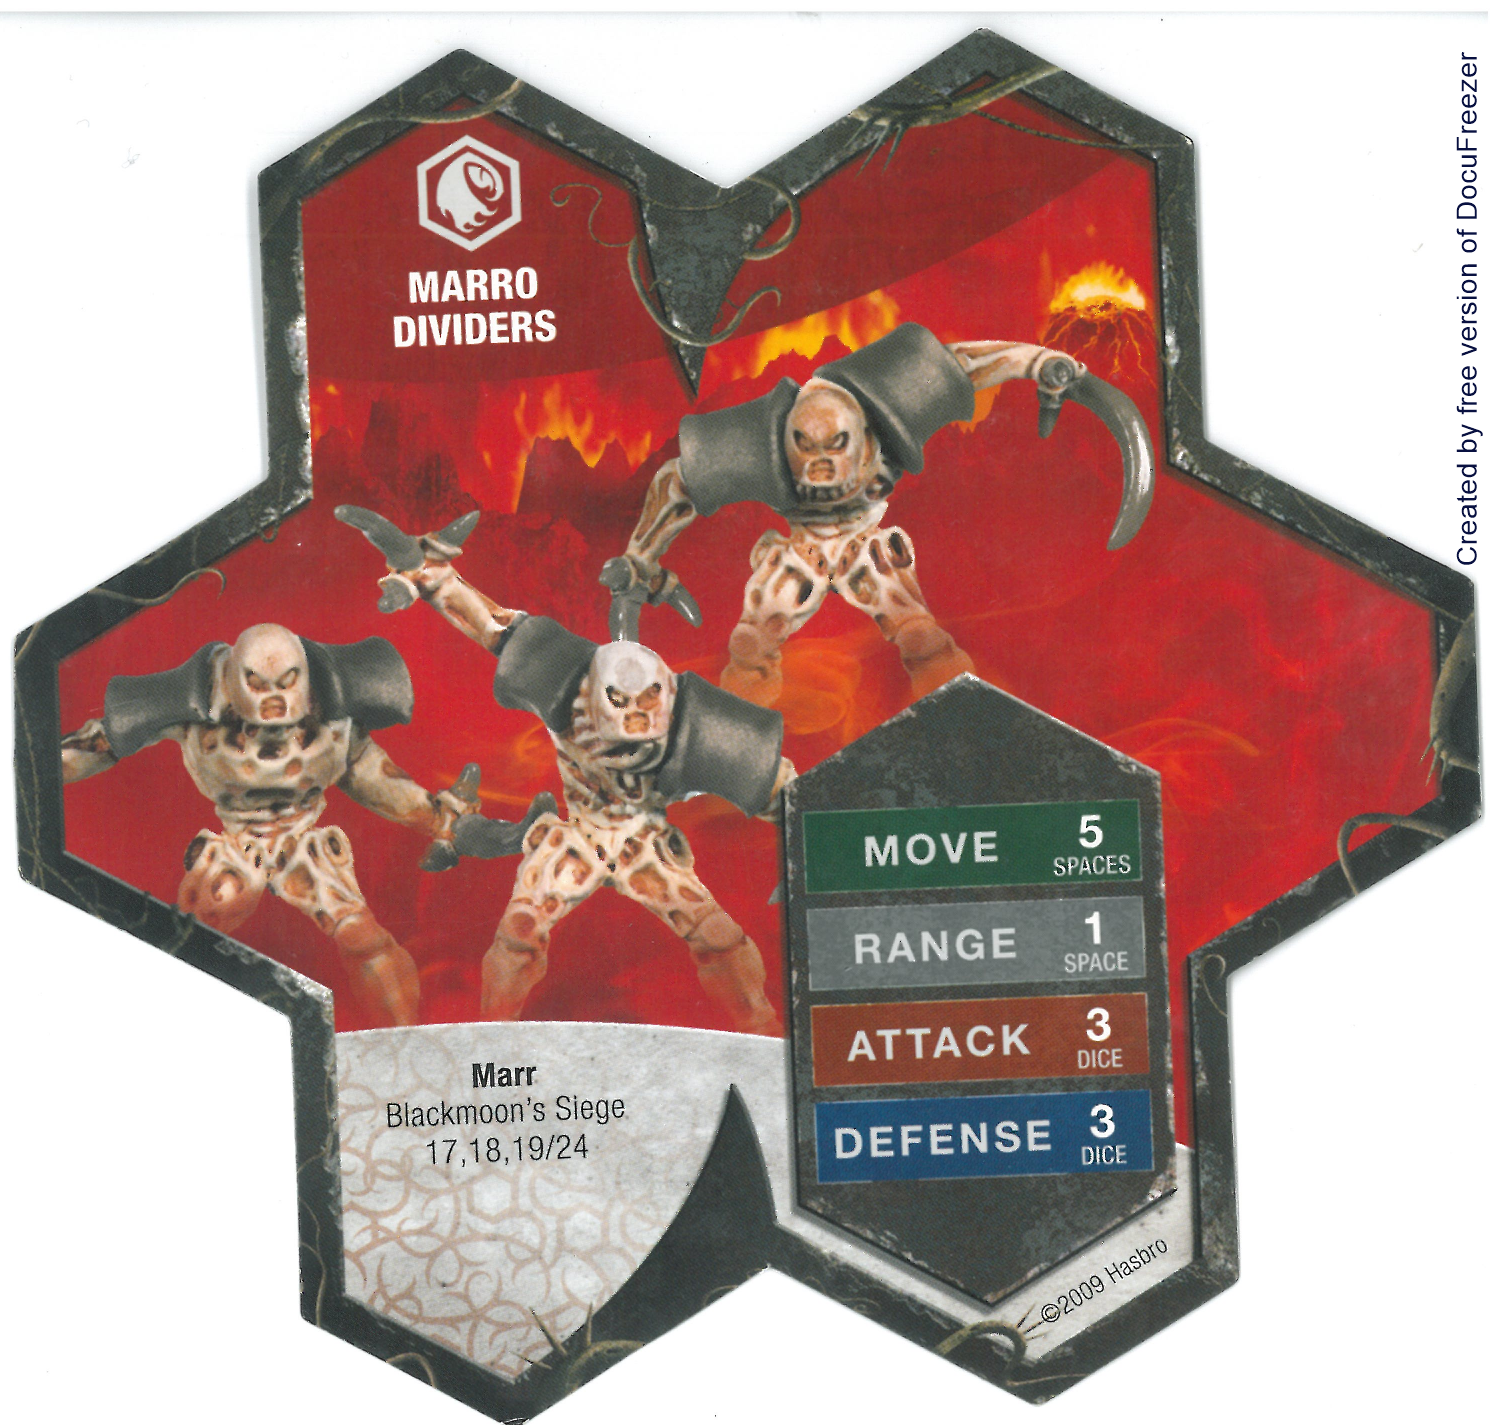 MARRO
DIVIDERS
MOVE 5
SPACES
RANGE 1
SPACE
ATTACK 3
DICE
DEFENSE 3
DICE
Marr
Blackmoon's Siege
17,18,19/24
©2009 Hasbro
Created by free version of DocuFreezer